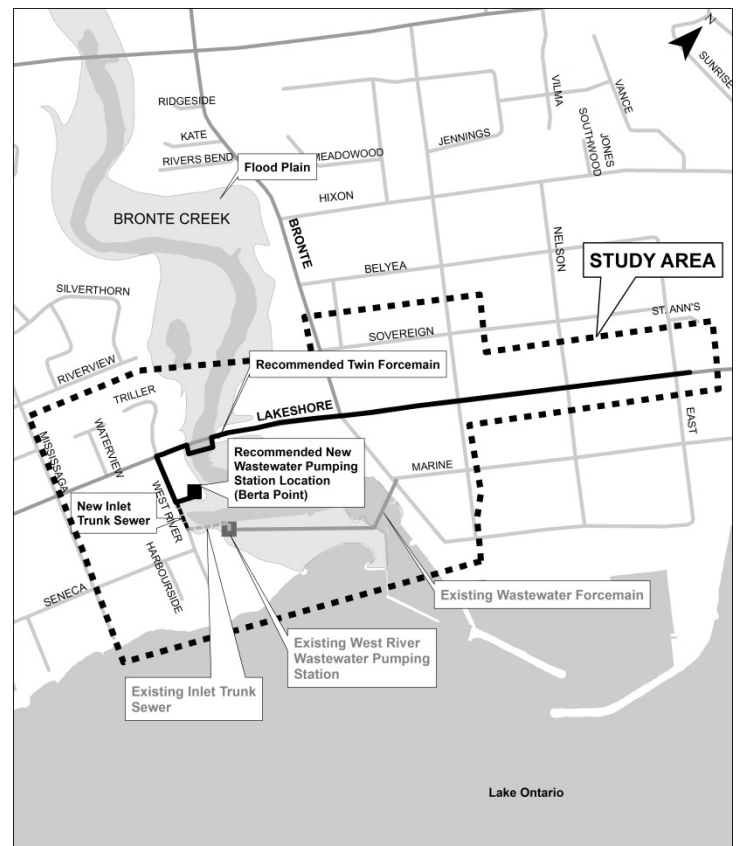 N
SUNRISE
RIDGESIDE
KATE
RIVERS BEND
MEADOWOOD
JENNINGS
VILMA
VANCE
SOUTHWOOD
JONES
Flood Plain
HIXON
BRONTE CREEK
BRONTE
NELSON
BELYEA
STUDY AREA
SILVERTHORN
SOVEREIGN
ST. ANN'S
RIVERVIEW
Recommended Twin Forcemain
TRILLER
LAKESHORE
EAST
MISSISSAGA
WATERVIEW
Recommended New
Wastewater Pumping
Station Location
(Berta Point)
MARINE
WEST RIVER
New Inlet
Trunk Sewer
HARBOURSIDE
SENECA
Existing Wastewater Forcemain
Existing West River
Wastewater Pumping
Station
Existing Inlet Trunk
Sewer
Lake Ontario